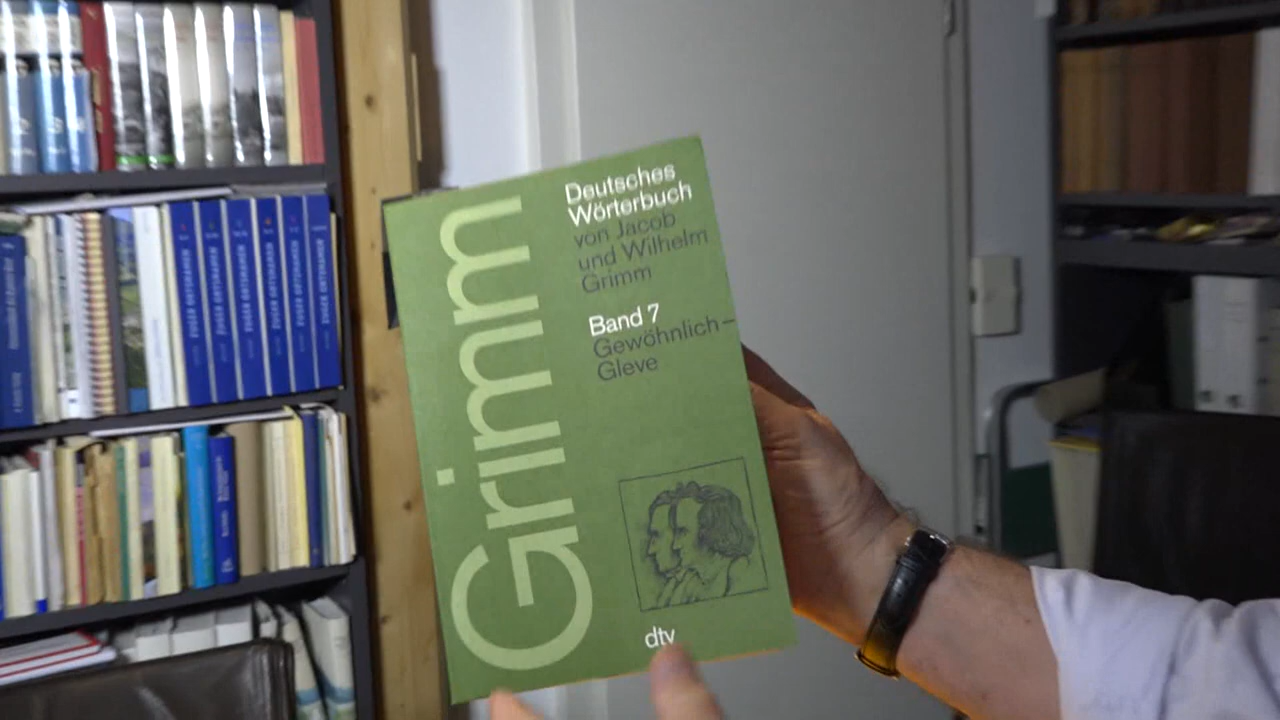 Grimm
Deutsches
Wörterbuch
von Jacob
und Wilhelm
Grimm
Band 7
Gewöhnlich–
Gleve
dtv